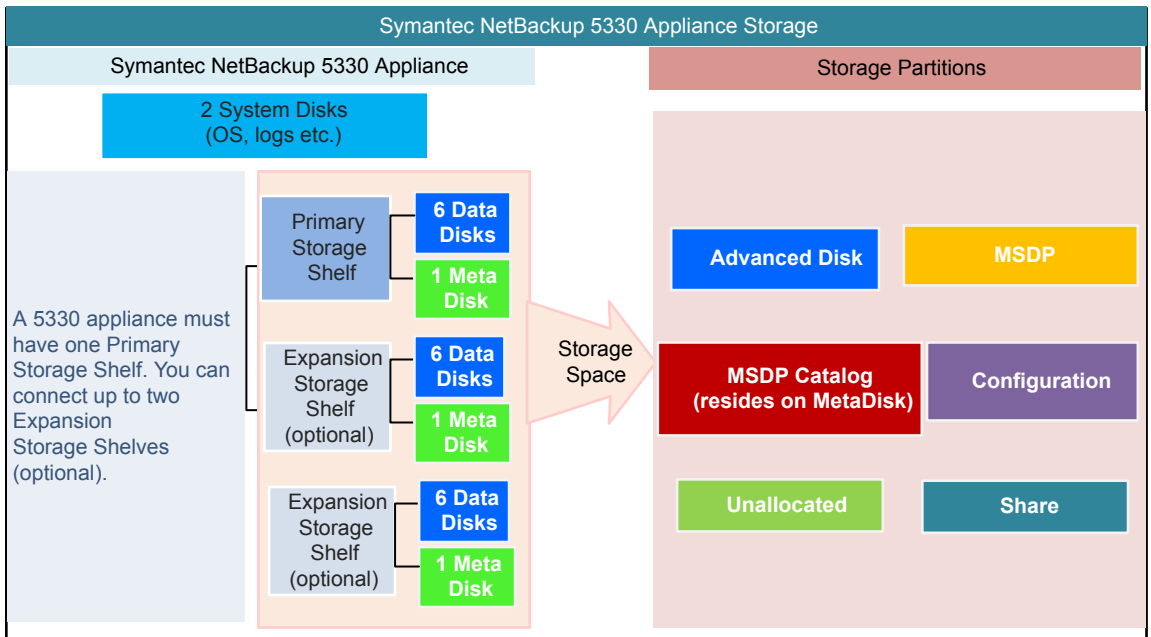 Symantec NetBackup 5330 Appliance Storage
Symantec NetBackup 5330 Appliance
Storage Partitions
2 System Disks
(OS, logs etc.)
A 5330 appliance must
have one Primary
Storage Shelf. You can
connect up to two
Expansion
Storage Shelves
(optional).
Primary
Storage
Shelf
6 Data
Disks
1 Meta
Disk
Expansion
Storage
Shelf
(optional)
6 Data
Disks
1 Meta
Disk
Expansion
Storage
Shelf
(optional)
6 Data
Disks
1 Meta
Disk
Storage
Space
Advanced Disk
MSDP
MSDP Catalog
(resides on MetaDisk)
Configuration
Unallocated
Share